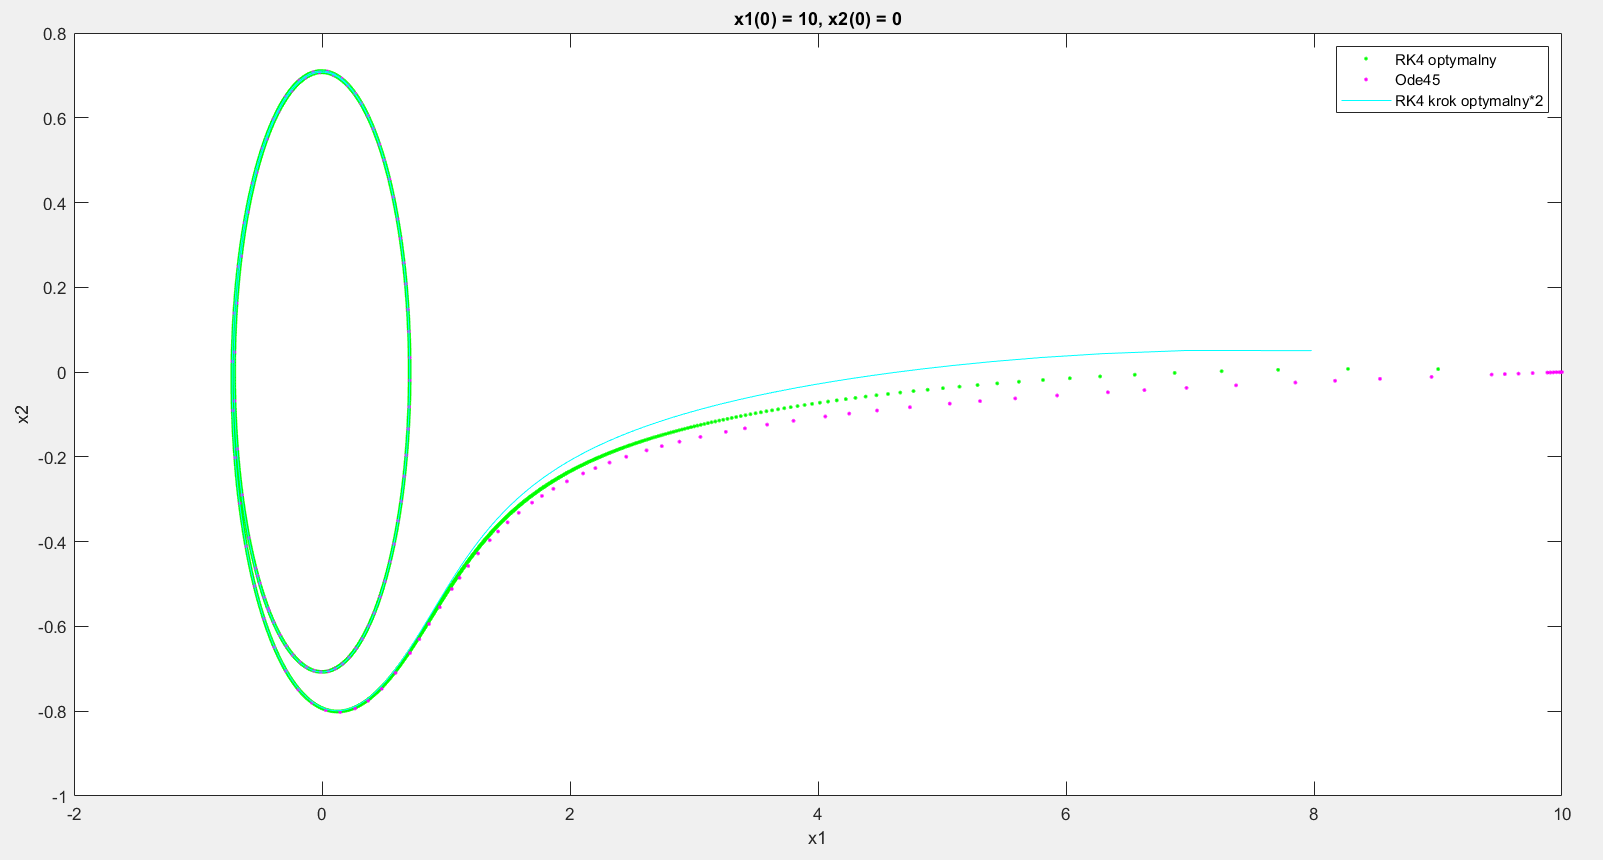 x1(0) = 10, x2(0) = 0
0.8
0.6
0.4
0.2
0
-0.2
-0.4
-0.6
-0.8
-1
x2
RK4 optymalny
Ode45
RK4 krok optymalny*2
-2
0
2
4
6
8
10
x1